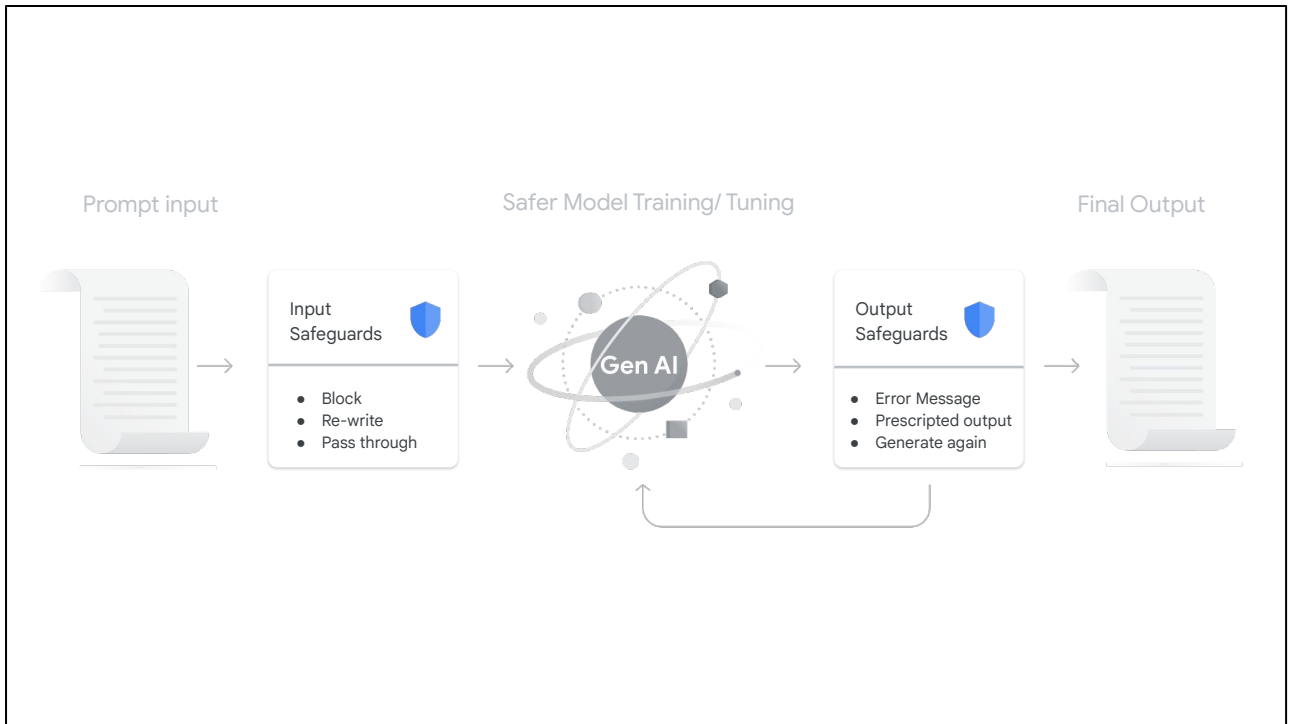 Prompt input
Safer Model Training/ Tuning
Final Output
Input
Safeguards
● Block
● Re-write
● Pass through
Gen AI
Output
Safeguards
● Error Message
● Prescripted output
● Generate again